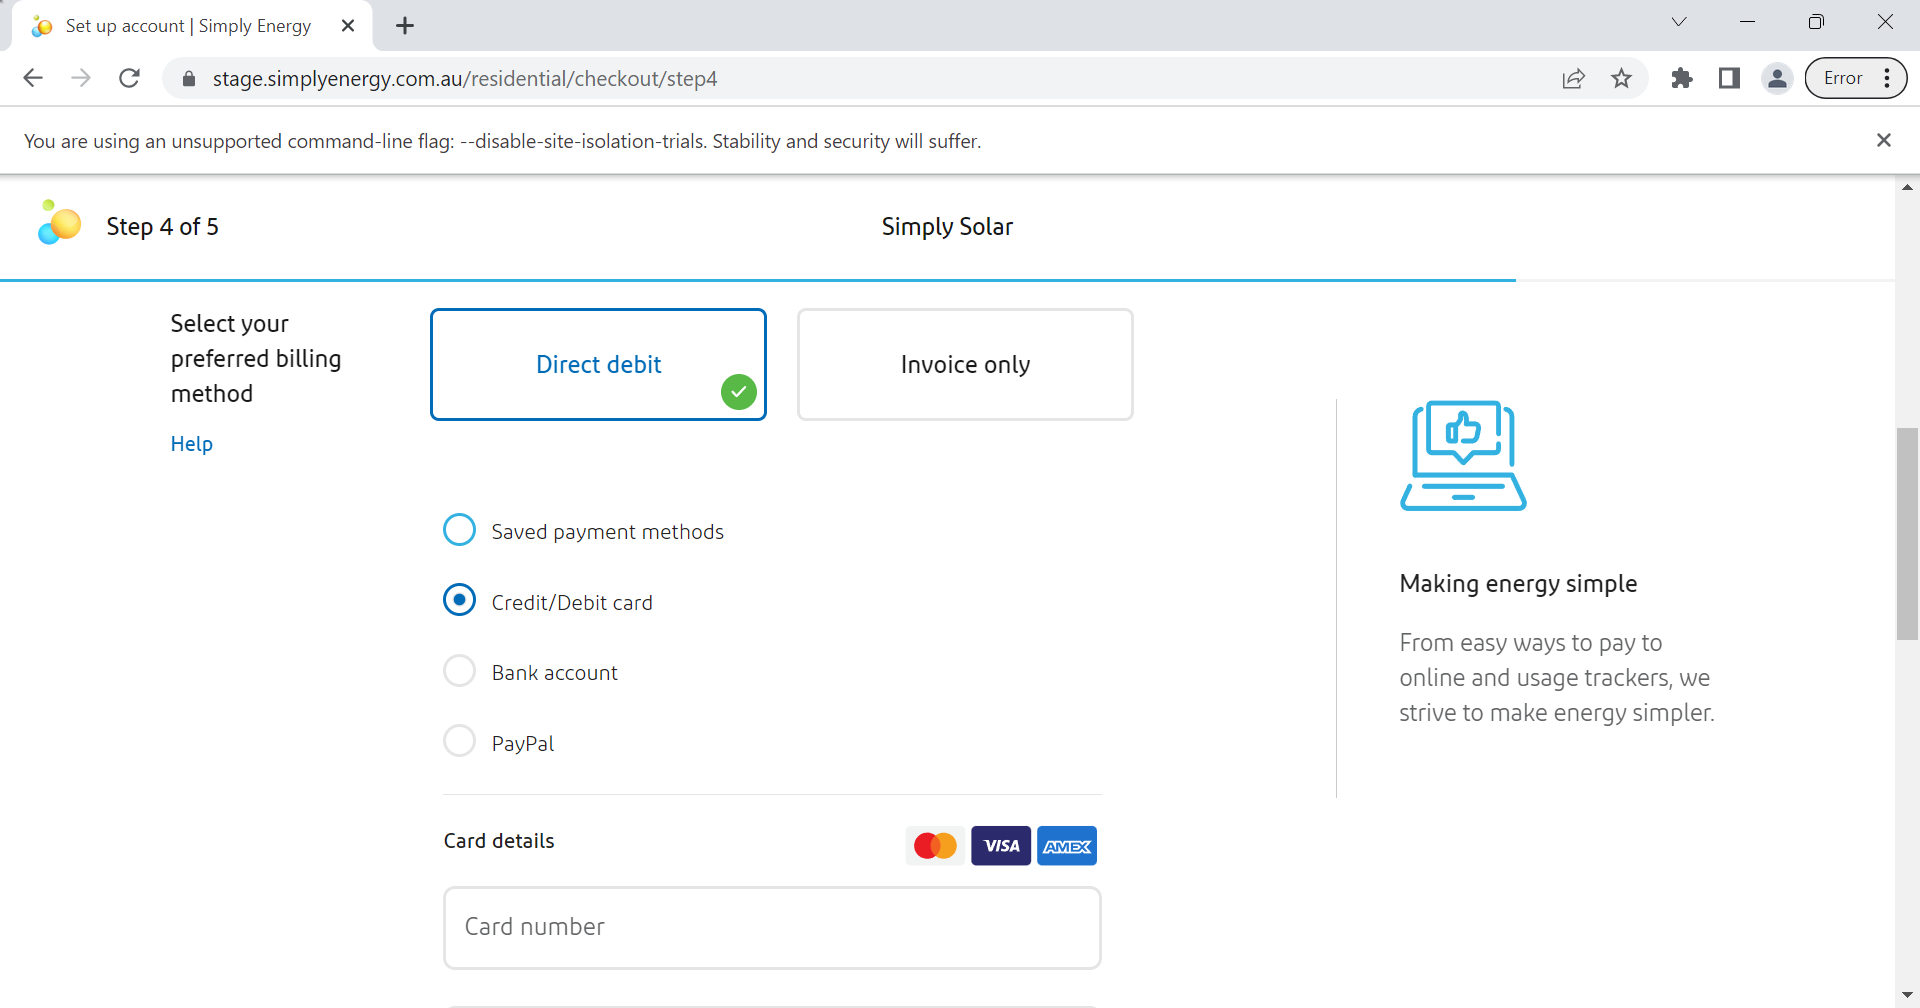 Set up account | Simply Energy
stage.simplyenergy.com.au/residential/checkout/step4
Error
You are using an unsupported command-line flag: --disable-site-isolation-trials. Stability and security will suffer.
Step 4 of 5
Simply Solar
Select your
preferred billing
method
Help
Direct debit
Invoice only
Saved payment methods
Credit/Debit card
Bank account
PayPal
Making energy simple
From easy ways to pay to
online and usage trackers, we
strive to make energy simpler.
Card details
VISA
AMEX
Card number